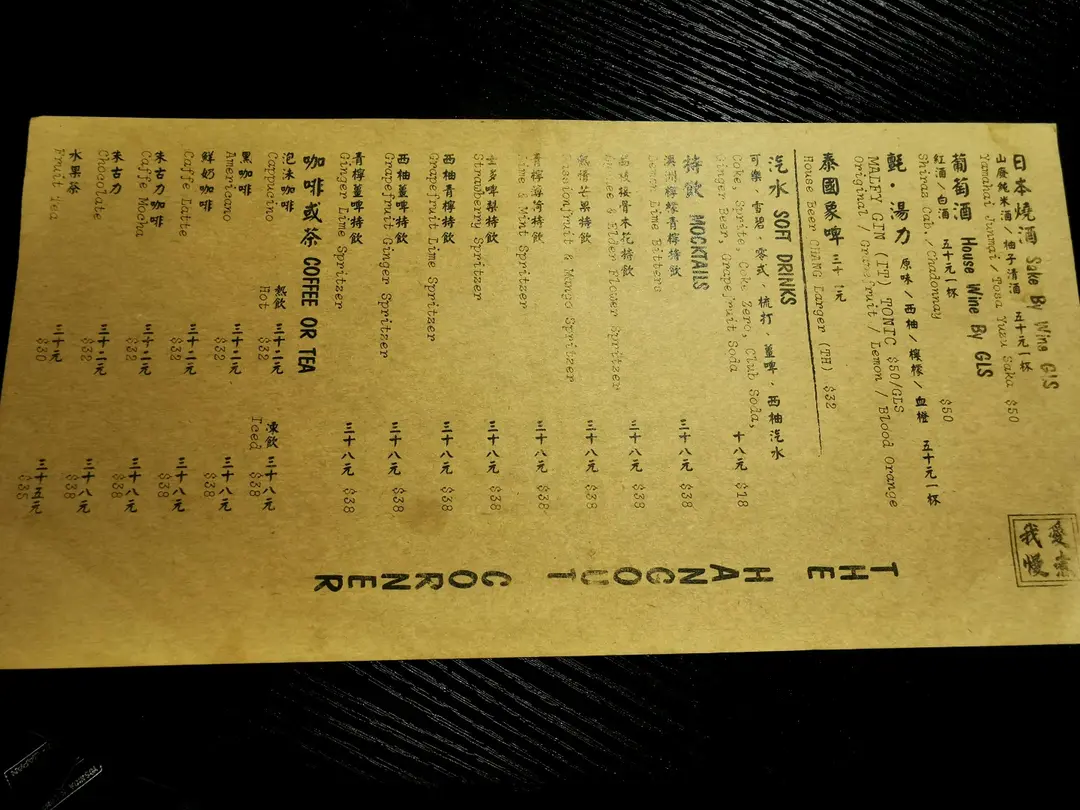 日本燒酒 Sake By Wine GLS
山廢純米酒/柚子清酒 五十元一杯
Yamahai Junmai/Tosa Yuzu Saka $50
葡萄酒 House Wine By GLS
紅酒/白酒 五十元一杯
Shiraz Cab./Chadonnay $50
氈·湯力 原味/西柚/檸檬/血橙 五十元一杯
MALFY GIN (IT) TONIC $50/GLS
Original / Grapefruit / Lemon / Blood Orange
泰國象啤 三十 元
House Beer CHANG Larger (TH) $32
汽水 SOFT DRINKS
可樂，雪碧，零式，梳打，薑啤，西柚汽水
Coke, Sprite, Coke Zero, Club Soda,
Ginger Beer, Grapefruit Soda 十八元 $18
特飲 MOCKTAILS
澳洲檸檬青檸特飲 三十八元 $38
Lemon Lime Bitters
接骨木花特飲 三十八元 $38
& Elder Flower Spritzer
芒果特飲 三十八元 $38
Passionfruit & Mango Spritzer
青檸薄荷特飲 三十八元 $38
Lime & Mint Spritzer
士多啤梨特飲 三十八元 $38
Strawberry Spritzer
西柚青檸特飲 三十八元 $38
Grapefruit Lime Spritzer
西柚薑啤特飲 三十八元 $38
Grapefruit Ginger Spritzer
青檸薑啤特飲 三十八元 $38
Ginger Lime Spritzer
咖啡或茶 COFFEE OR TEA
熱飲 凍飲
Hot Iced
泡沫咖啡 三十二元 三十八元
Cappucino $32 $38
黑咖啡 三十二元 三十八元
Americano $32 $38
鮮奶咖啡 三十二元 三十八元
Caffe Latte $32 $38
朱古力咖啡 三十二元 三十八元
Caffe Mocha $32 $38
朱古力 三十二元 三十八元
Chocolate $32 $38
水果茶 三十元 三十五元
Fruit Tea $30 $35
THE HANGOUT CORNER
愛
我慢